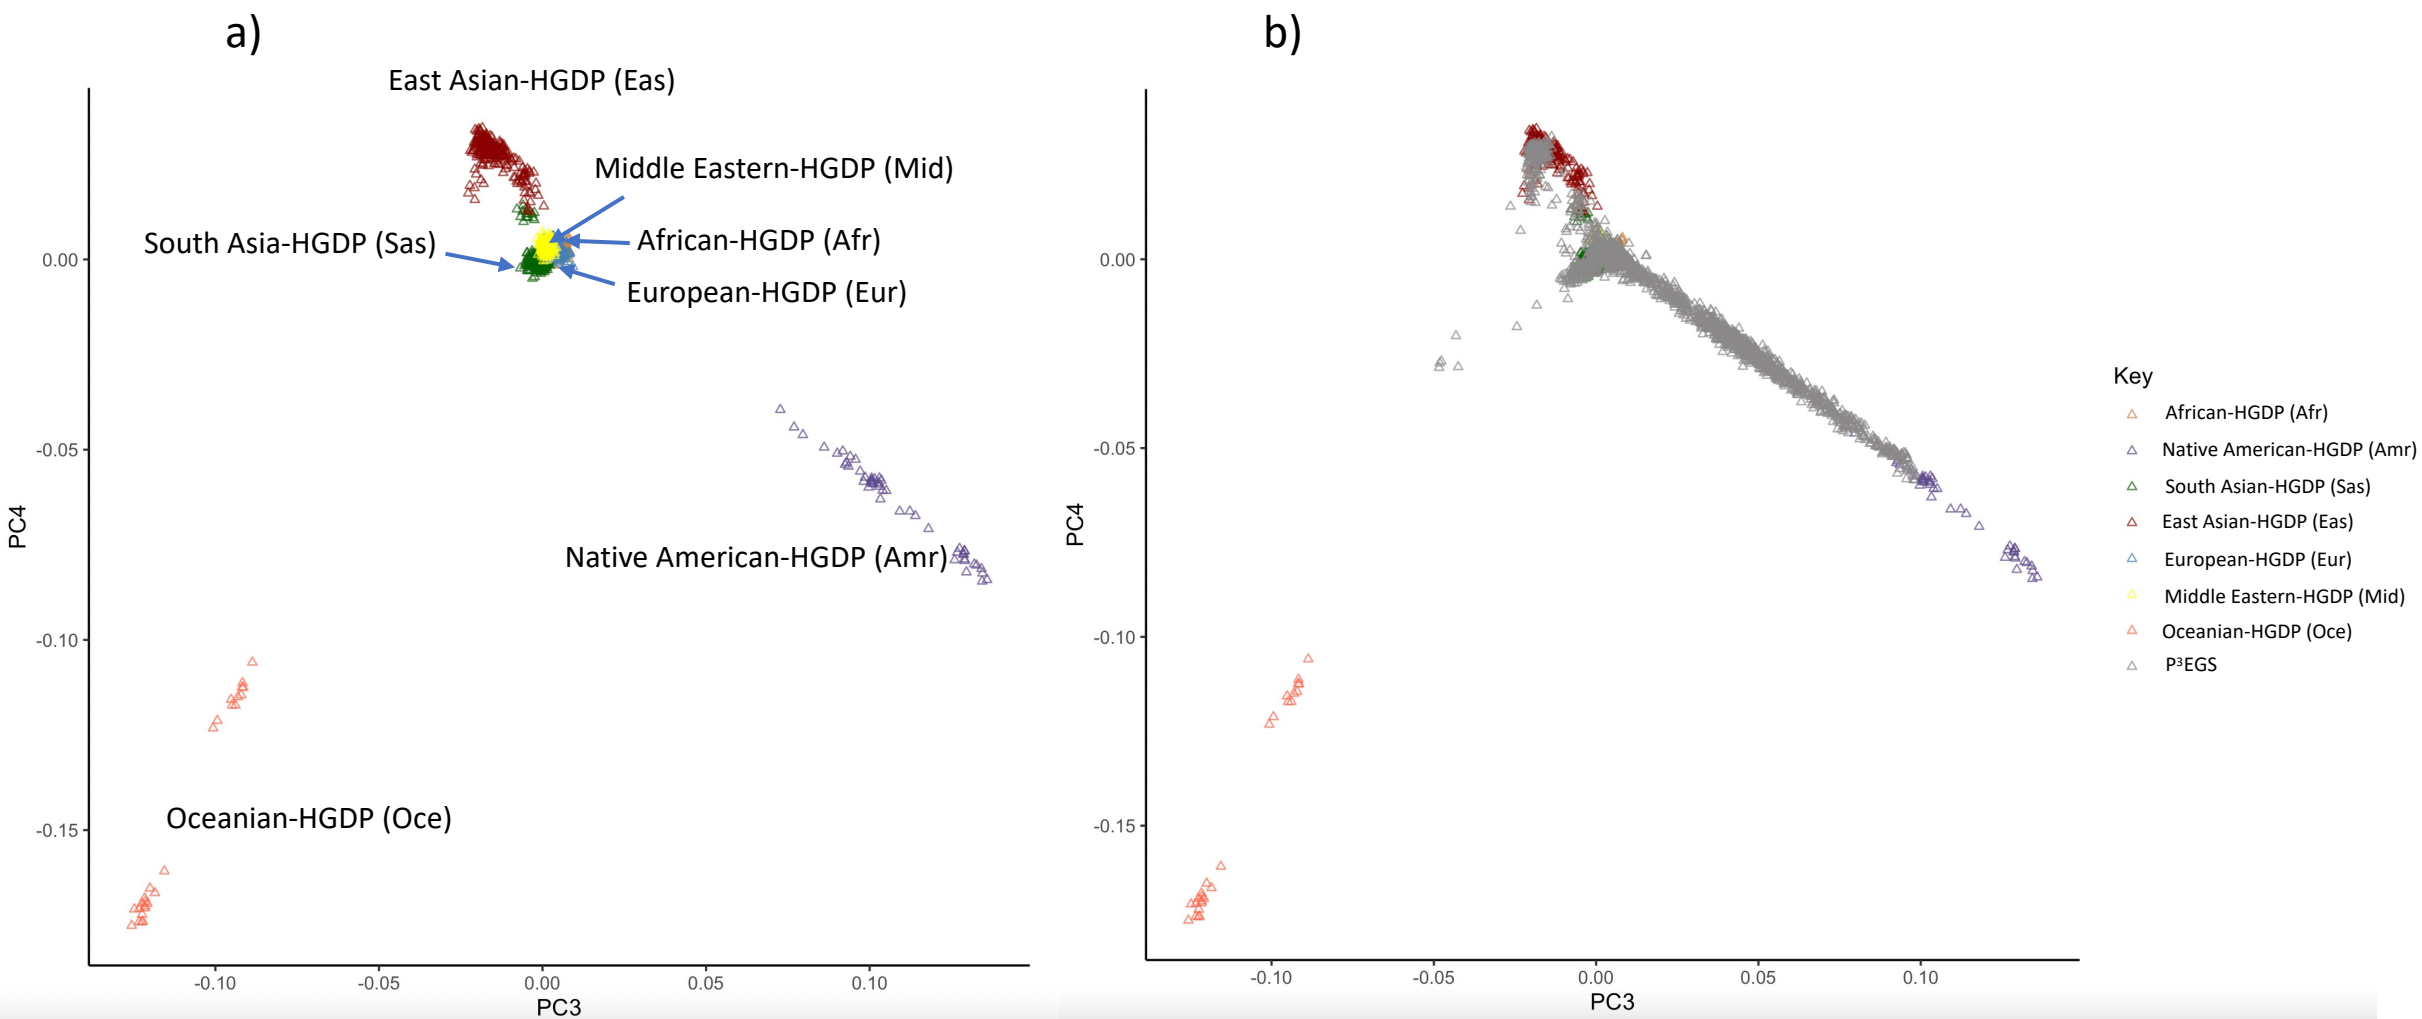 a)
East Asian-HGDP (Eas)
Middle Eastern-HGDP (Mid)
South Asia-HGDP (Sas)
African-HGDP (Afr)
European-HGDP (Eur)
Native American-HGDP (Amr)
Oceanian-HGDP (Oce)
PC4
0.00
-0.05
-0.10
-0.15
-0.10
-0.05
0.00
0.05
0.10
PC3
b)
PC4
0.00
-0.05
-0.10
-0.15
-0.10
-0.05
0.00
0.05
0.10
PC3
Key
African-HGDP (Afr)
Native American-HGDP (Amr)
South Asian-HGDP (Sas)
East Asian-HGDP (Eas)
European-HGDP (Eur)
Middle Eastern-HGDP (Mid)
Oceanian-HGDP (Oce)
P³EGS